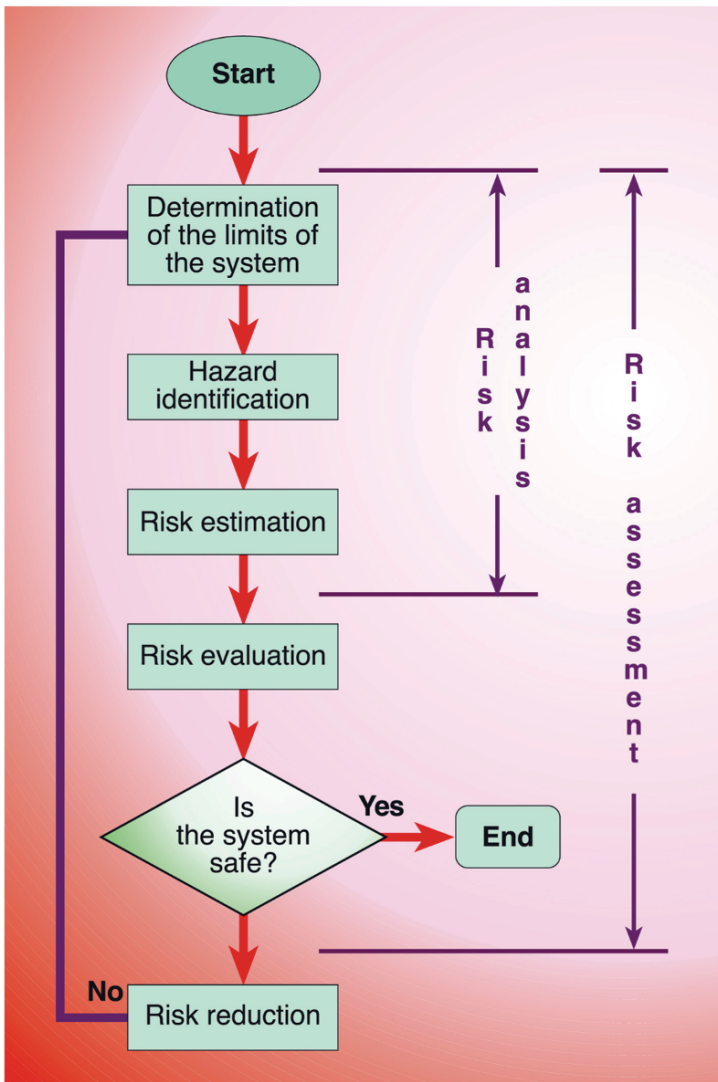 Start
Determination
of the limits of
the system
Hazard
identification
Risk estimation
Risk evaluation
Is
the system
safe?
Yes
End
No
Risk reduction
Risk
analysis
Risk assessment